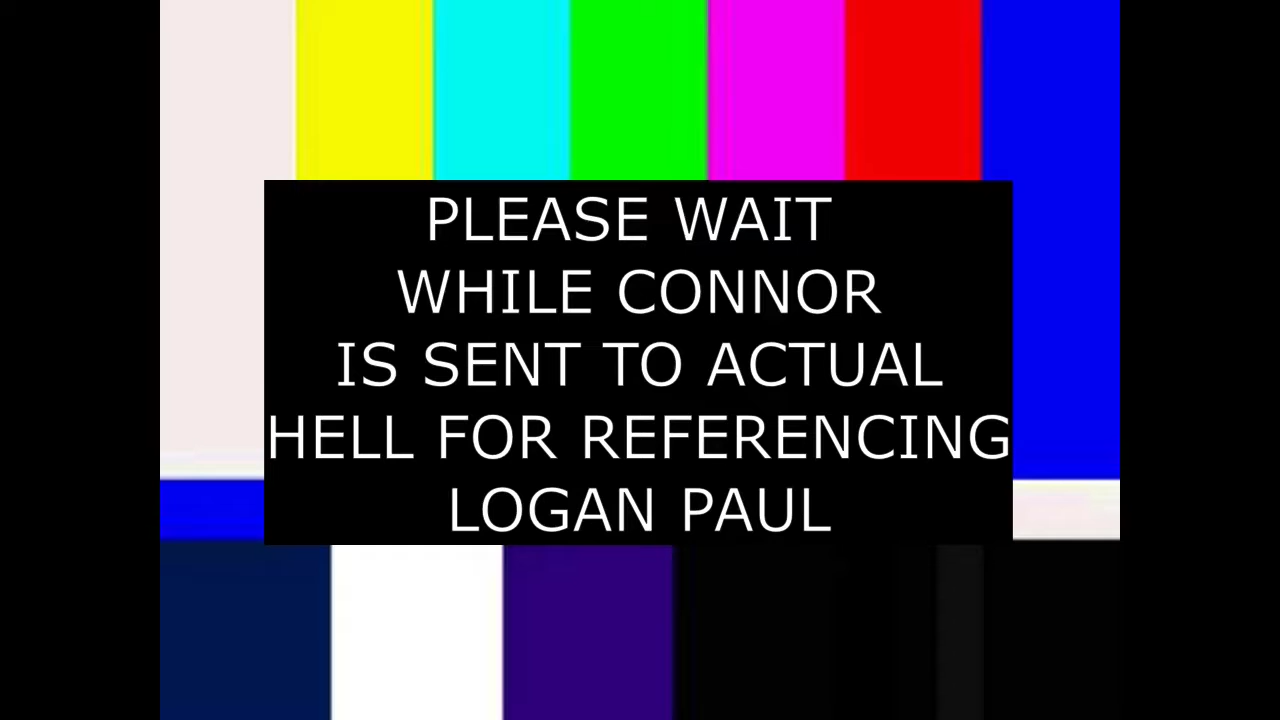 PLEASE WAIT
WHILE CONNOR
IS SENT TO ACTUAL
HELL FOR REFERENCING
LOGAN PAUL